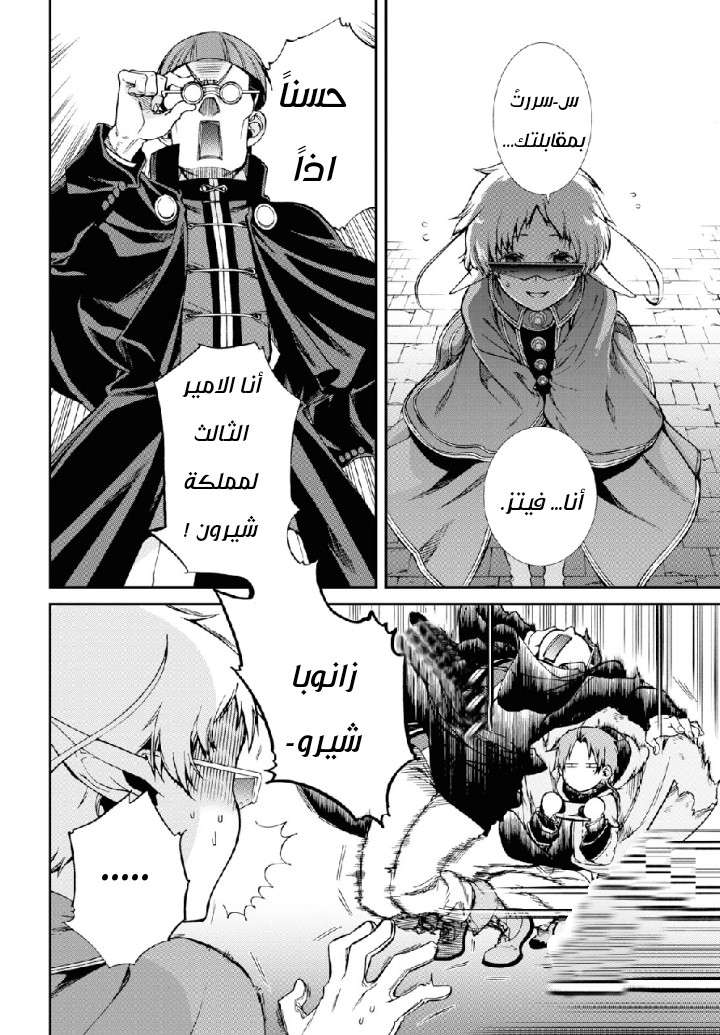 س-سررتُ
بمقابلتك...
أنا... فيتز.
حسناً
اذاً
أنا الامير
الثالث
لمملكة
شيرون !
زانوبا
شيرو-
.....